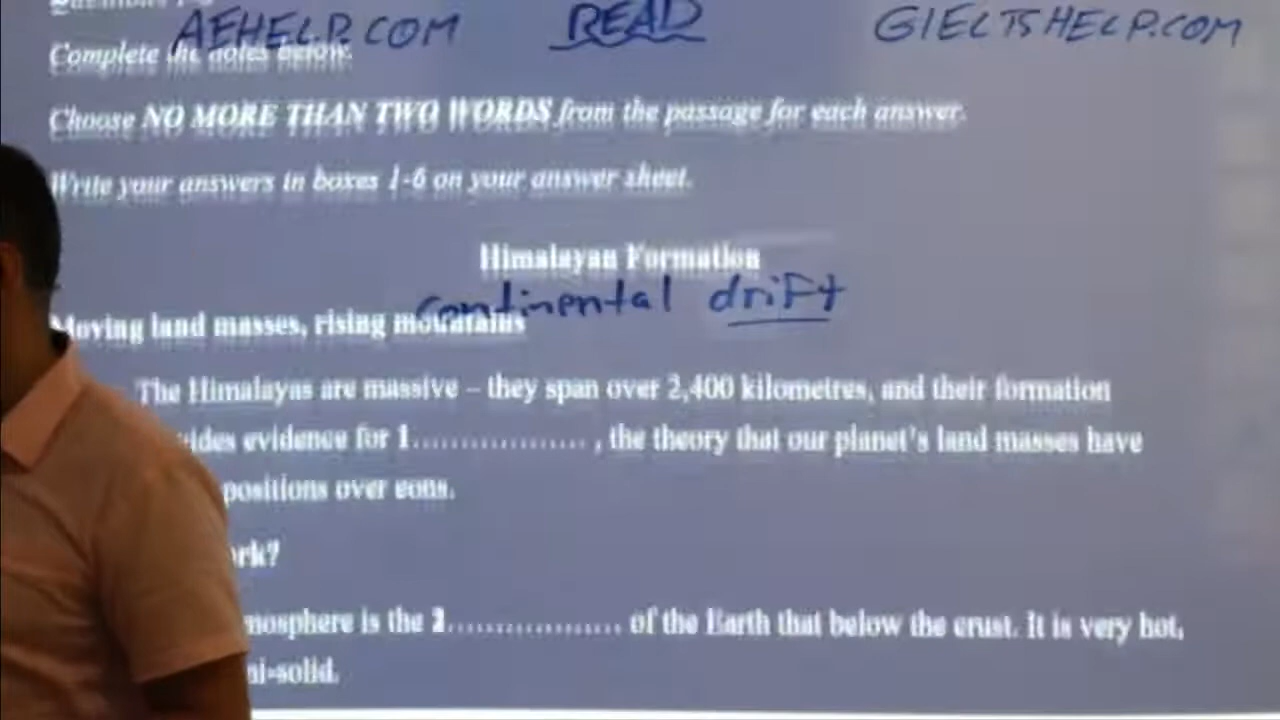 AEHELP.COM READ GIELTSHELP.COM
Complete the notes below.
Choose NO MORE THAN TWO WORDS from the passage for each answer.
Write your answers in boxes 1-6 on your answer sheet.
Himalayan Formation
continental drift
Moving land masses, rising mountains
The Himalayas are massive – they span over 2,400 kilometres, and their formation
ides evidence for 1.................. , the theory that our planet's land masses have
positions over eons.
rk?
nosphere is the 2.................. of the Earth that below the crust. It is very hot,
ni-solid.